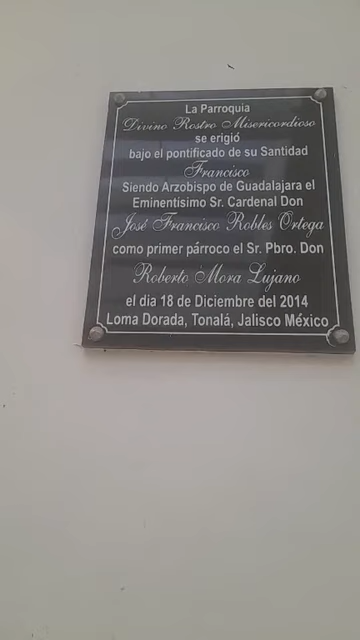 La Parroquia
Divino Rostro Misericordioso
se erigió
bajo el pontificado de su Santidad
Francisco
Siendo Arzobispo de Guadalajara el
Eminentísimo Sr. Cardenal Don
José Francisco Robles Ortega
como primer párroco el Sr. Pbro. Don
Roberto Mora Lujano
el dia 18 de Diciembre del 2014
Loma Dorada, Tonalá, Jalisco México